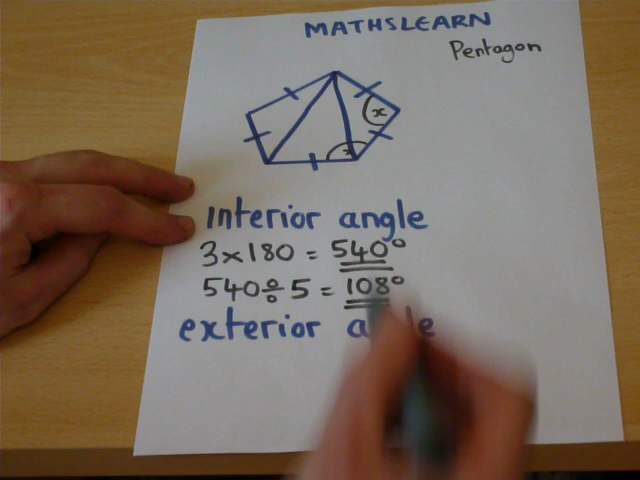 MATHSLEARN
Pentagon
x
x
interior angle
3×180 = 540°
540÷5 = 108°
exterior